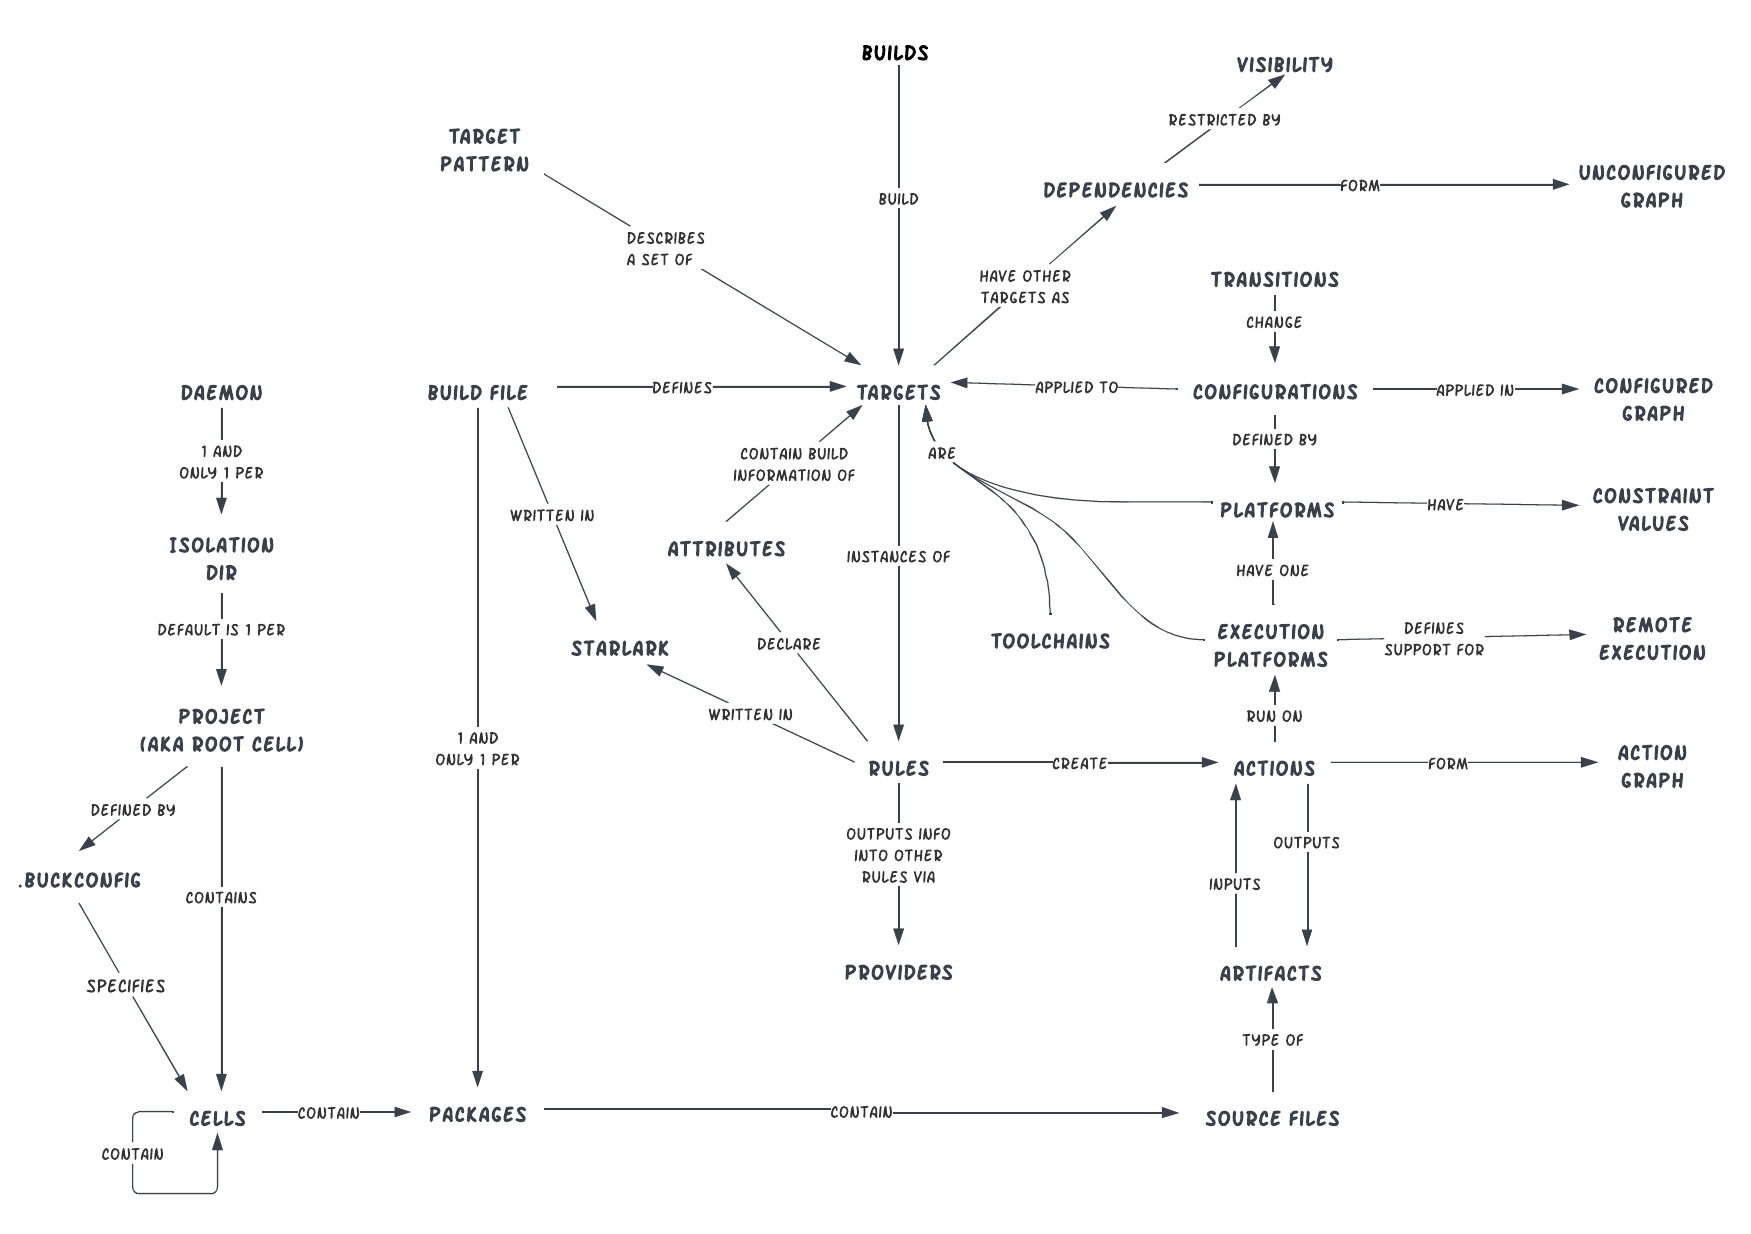 BUILDS
VISIBILITY
RESTRICTED BY
TARGET
PATTERN
DEPENDENCIES
FORM
UNCONFIGURED
GRAPH
BUILD
DESCRIBES
A SET OF
HAVE OTHER
TARGETS AS
TRANSITIONS
CHANGE
DAEMON
BUILD FILE
DEFINES
TARGETS
APPLIED TO
CONFIGURATIONS
APPLIED IN
CONFIGURED
GRAPH
1 AND
ONLY 1 PER
CONTAIN BUILD
INFORMATION OF
ARE
DEFINED BY
WRITTEN IN
PLATFORMS
HAVE
CONSTRAINT
VALUES
ISOLATION
DIR
ATTRIBUTES
INSTANCES OF
HAVE ONE
DEFAULT IS 1 PER
STARLARK
DECLARE
TOOLCHAINS
EXECUTION
PLATFORMS
DEFINES
SUPPORT FOR
REMOTE
EXECUTION
PROJECT
(AKA ROOT CELL)
1 AND
ONLY 1 PER
WRITTEN IN
RUN ON
RULES
CREATE
ACTIONS
FORM
ACTION
GRAPH
DEFINED BY
OUTPUTS INFO
INTO OTHER
RULES VIA
OUTPUTS
.BUCKCONFIG
CONTAINS
INPUTS
SPECIFIES
PROVIDERS
ARTIFACTS
TYPE OF
CELLS
CONTAIN
PACKAGES
CONTAIN
SOURCE FILES
CONTAIN